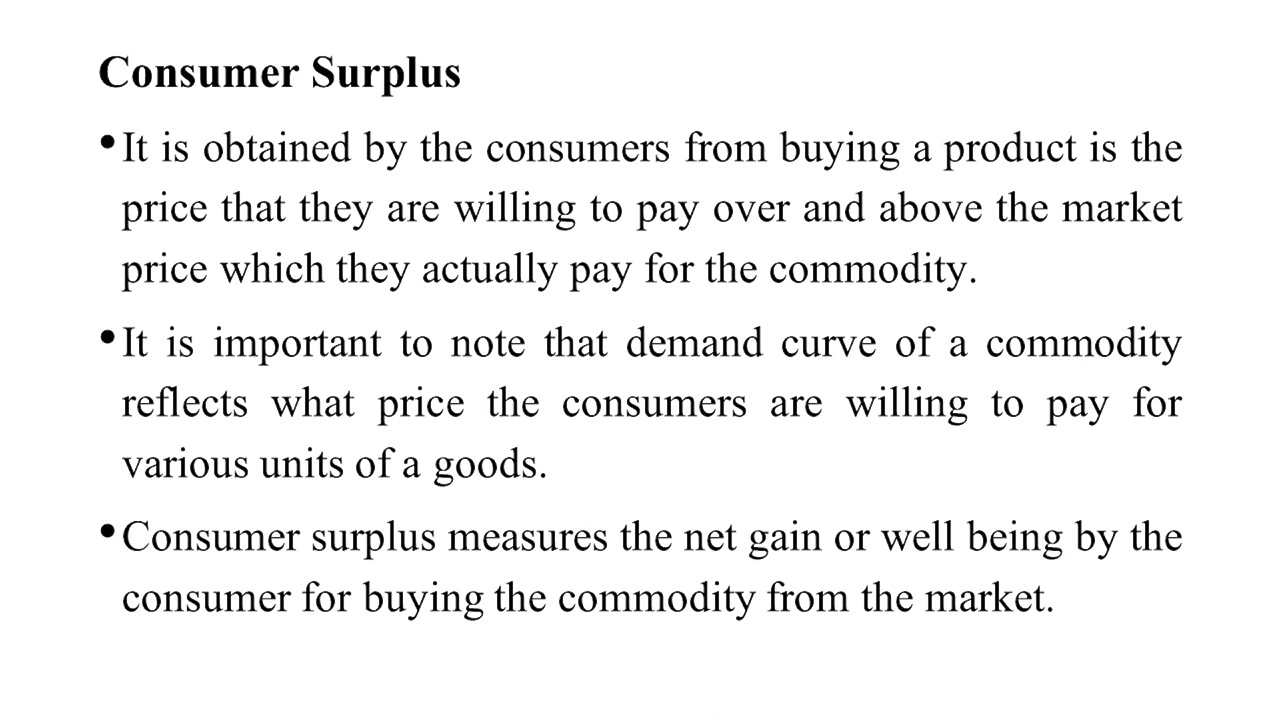 Consumer Surplus
•It is obtained by the consumers from buying a product is the
price that they are willing to pay over and above the market
price which they actually pay for the commodity.
•It is important to note that demand curve of a commodity
reflects what price the consumers are willing to pay for
various units of a goods.
•Consumer surplus measures the net gain or well being by the
consumer for buying the commodity from the market.